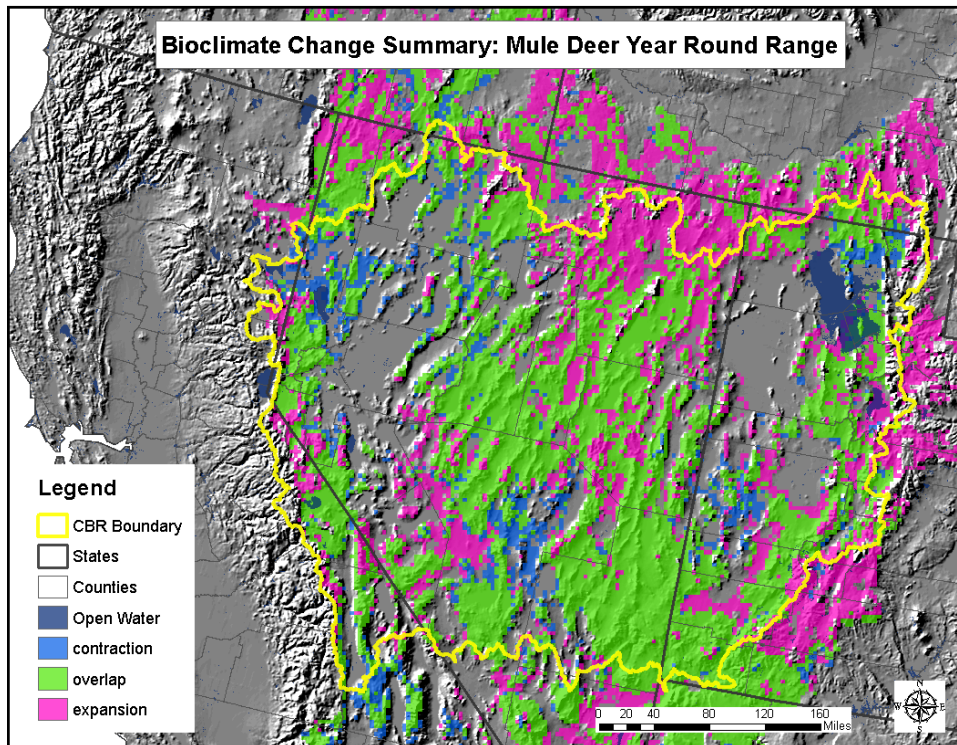 Bioclimate Change Summary: Mule Deer Year Round Range
Legend
CBR Boundary
States
Counties
Open Water
contraction
overlap
expansion
N
W E
S
0 20 40 80 120 160
Miles